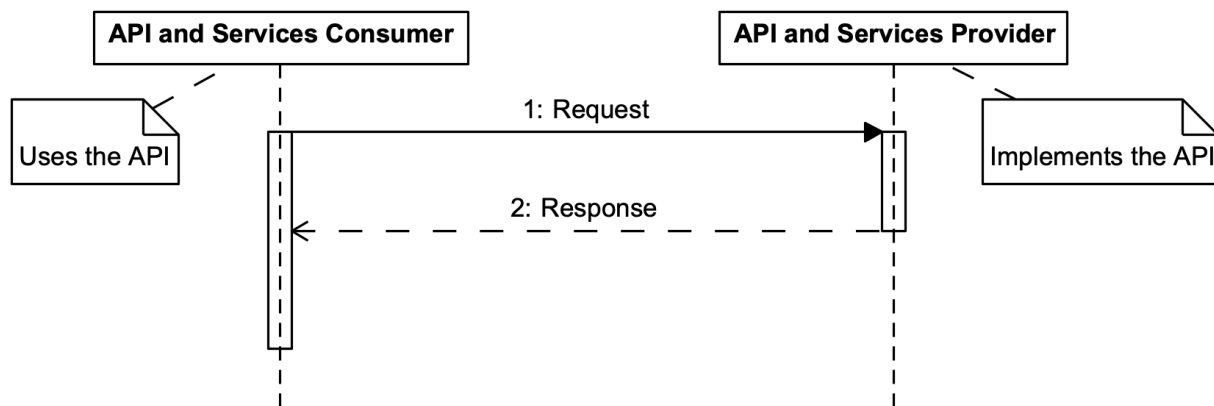 API and Services Consumer
API and Services Provider
Uses the API
1: Request
Implements the API
2: Response